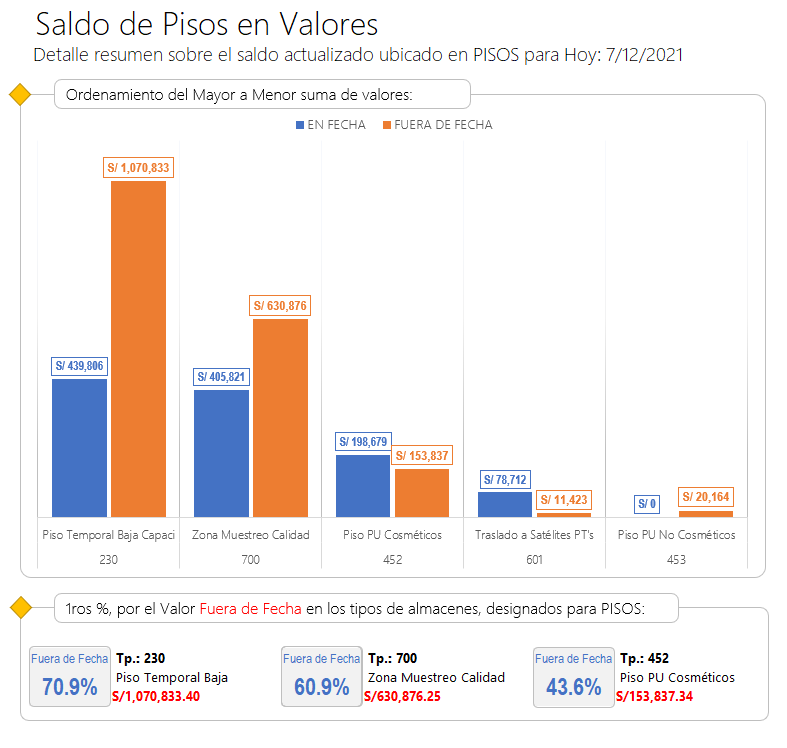 Saldo de Pisos en Valores
Detalle resumen sobre el saldo actualizado ubicado en PISOS para Hoy: 7/12/2021
Ordenamiento del Mayor a Menor suma de valores:
EN FECHA FUERA DE FECHA
S/ 1,070,833
S/ 630,876
S/ 439,806
S/ 405,821
S/ 198,679
S/ 153,837
S/ 78,712
S/ 11,423
S/ 0
S/ 20,164
Piso Temporal Baja Capaci Zona Muestreo Calidad Piso PU Cosméticos Traslado a Satélites PT's Piso PU No Cosméticos
230 700 452 601 453
1ros %, por el Valor Fuera de Fecha en los tipos de almacenes, designados para PISOS:
Fuera de Fecha
70.9%
Tp.: 230
Piso Temporal Baja
S/1,070,833.40
Fuera de Fecha
60.9%
Tp.: 700
Zona Muestreo Calidad
S/630,876.25
Fuera de Fecha
43.6%
Tp.: 452
Piso PU Cosméticos
S/153,837.34